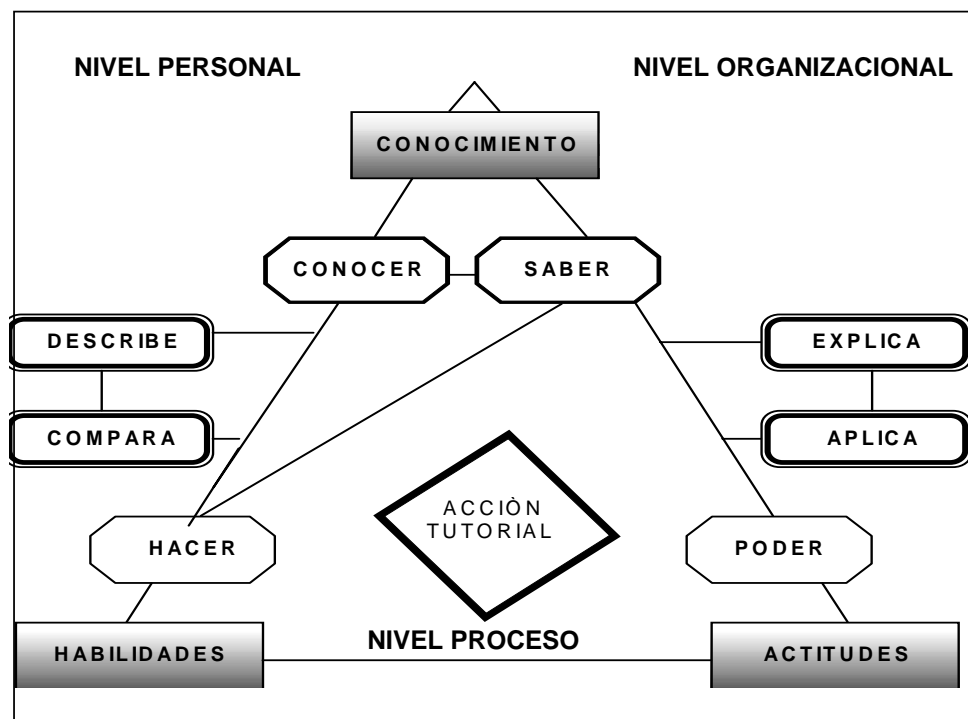 NIVEL PERSONAL
NIVEL ORGANIZACIONAL
CONOCIMIENTO
CONOCER
SABER
DESCRIBE
EXPLICA
COMPARA
APLICA
ACCIÒN
TUTORIAL
HACER
PODER
NIVEL PROCESO
HABILIDADES
ACTITUDES